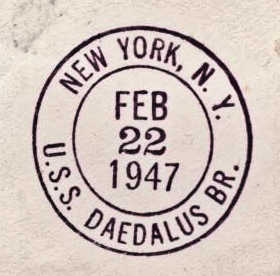 NEW YORK, N. Y.
FEB
22
1947
U.S.S. DAEDALUS BR.